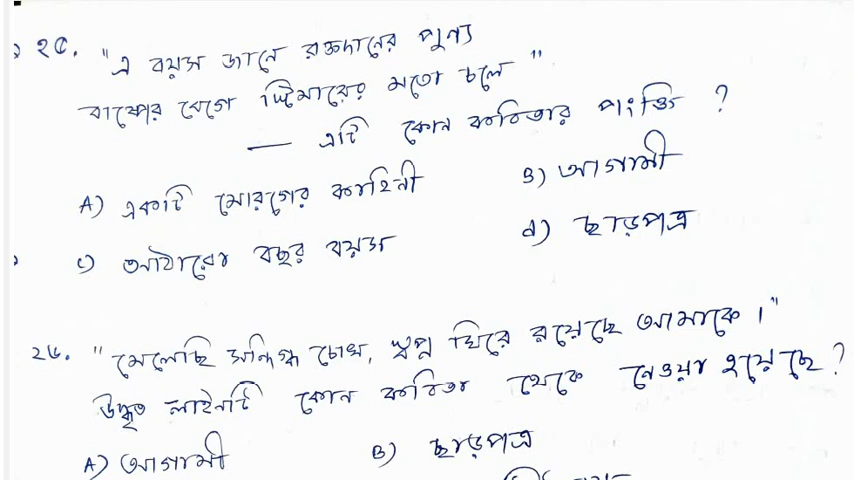 ২৫. "এ বয়স জানে রক্তদানের পুণ্য
বাষ্পের বেগে স্টিমারের মতো চলে"
— এটি কোন কবিতার পংক্তি ?
A) একটি মোরগের কাহিনী B) আগামী
C) আঠারো বছর বয়স d) ছাড়পত্র
২৬. "মেলেছি সন্দিগ্ধ চোখ, স্বপ্ন ঘিরে রয়েছে আমাকে।"
উদ্ধৃত লাইনটি কোন কবিতা থেকে নেওয়া হয়েছে?
A) আগামী B) ছাড়পত্র